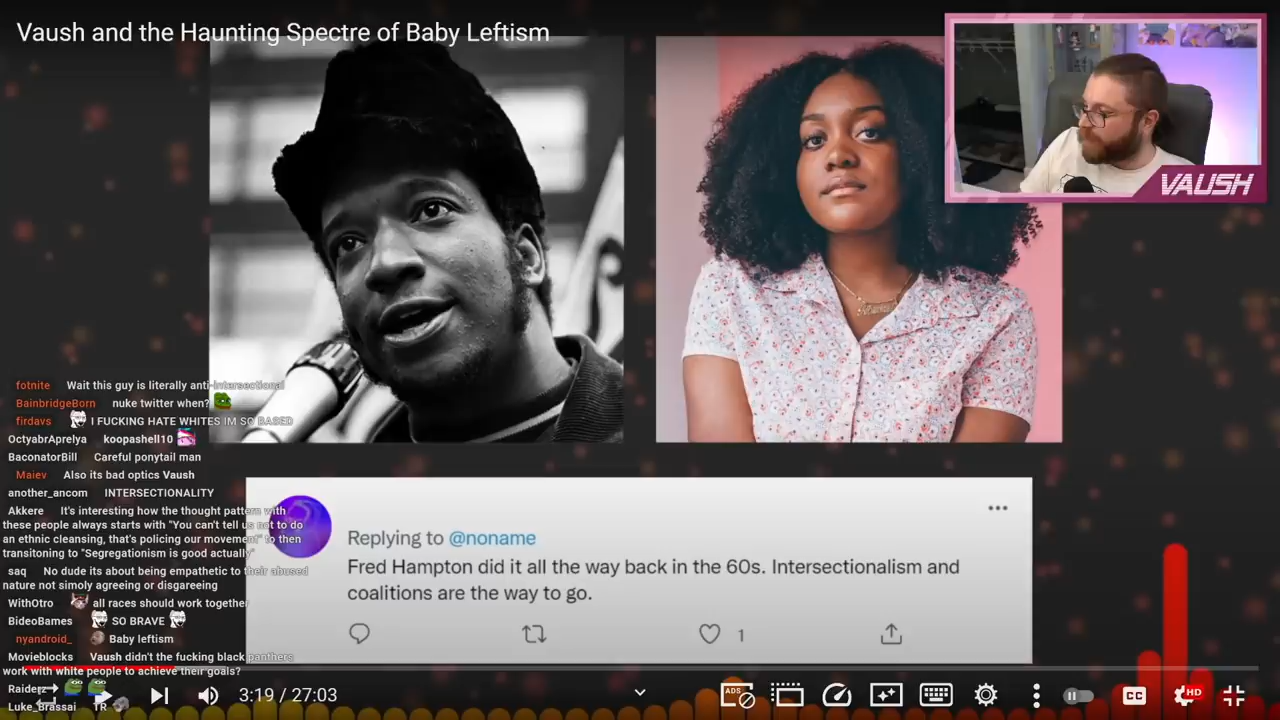 Vaush and the Haunting Spectre of Baby Leftism
VAUSH
fotnite Wait this guy is literally anti-intersectional
BainbridgeBorn nuke twitter when?
firdavs I FUCKING HATE WHITES IM SO BASED
OctyabrAprelya koopashell10
BaconatorBill Careful ponytail man
Maiev Also its bad optics Vaush
another_ancom INTERSECTIONALITY
Akkere It's interesting how the thought pattern with
these people always starts with "You can't tell us not to do
an ethnic cleansing, that's policing our movement" to then
transitoning to "Segregationism is good actually"
saq No dude its about being empathetic to their abused
nature not simoly agreeing or disgareeing
WithOtro all races should work together
BideoBames SO BRAVE
nyandroid_ Baby leftism
Movieblocks Vaush didn't the fucking black panthers
work with white people to achieve their goals?
Raiderz
Luke_Brassai TR
Replying to @noname
Fred Hampton did it all the way back in the 60s. Intersectionalism and
coalitions are the way to go.
1
3:19 / 27:03
ADS
CC
HD